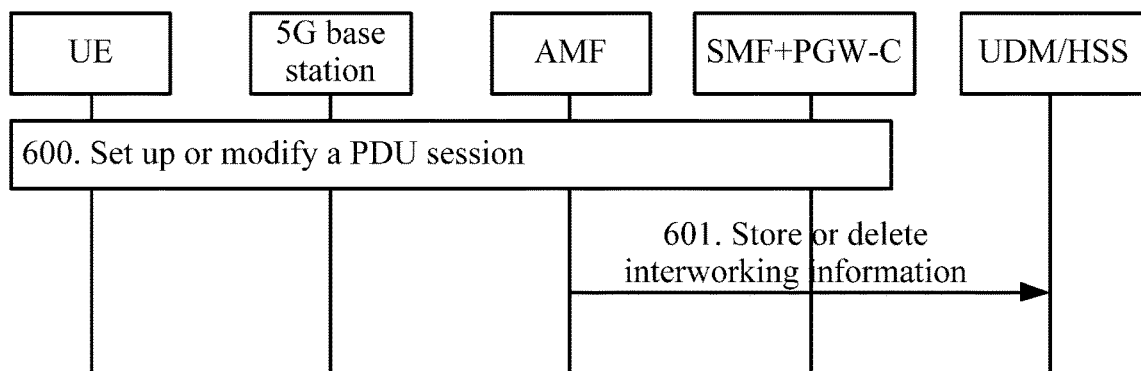 UE
5G base
station
AMF
SMF+PGW-C
UDM/HSS
600. Set up or modify a PDU session
601. Store or delete
interworking information